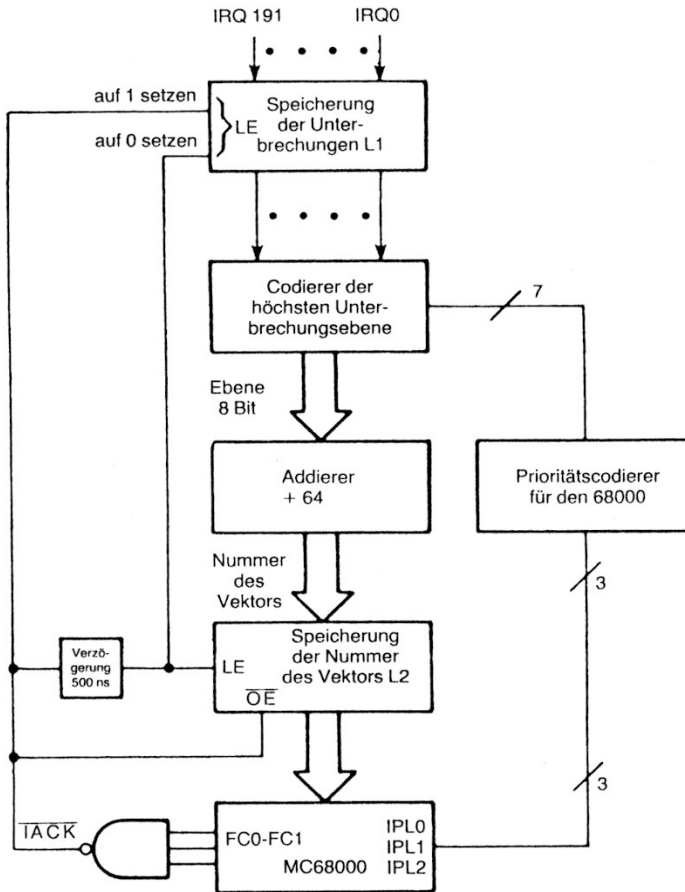 IRQ 191 IRQ0
auf 1 setzen
auf 0 setzen
LE
Speicherung
der Unter-
brechungen L1
Codierer der
höchsten Unter-
brechungsebene
7
Ebene
8 Bit
Addierer
+ 64
Prioritätscodierer
für den 68000
Nummer
des
Vektors
3
Verzö-
gerung
500 ns
LE
OE
Speicherung
der Nummer
des Vektors L2
3
IACK
FC0-FC1
MC68000
IPL0
IPL1
IPL2